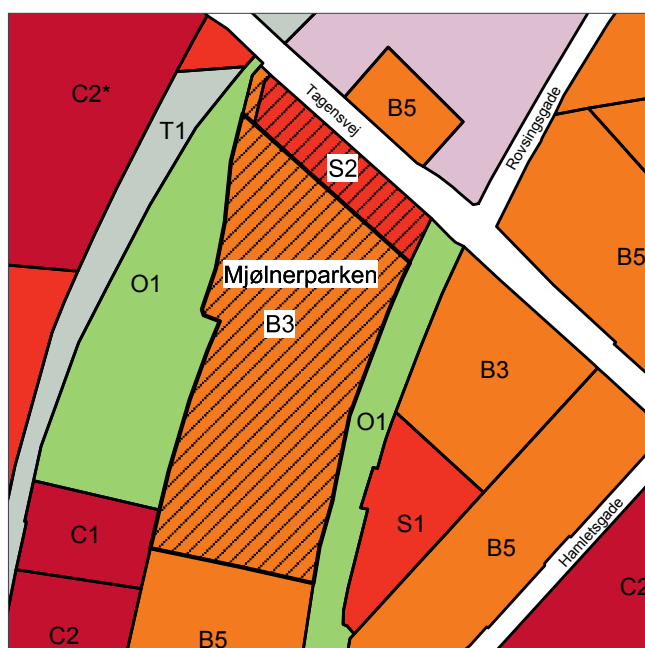 C2*
T1
Tagensvej
B5
Rovsingsgade
S2
B5
O1
Mjølnerparken
B3
B3
O1
S1
C1
B5
Hamletsgade
C2
C2
B5